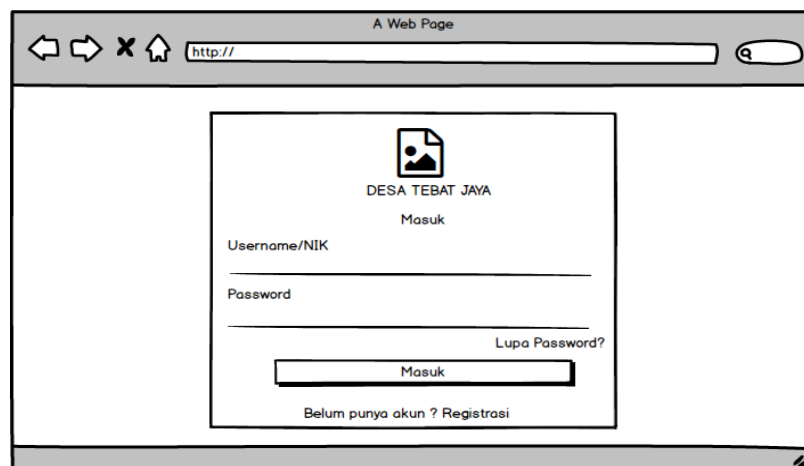 A Web Page
http://
DESA TEBAT JAYA
Masuk
Username/NIK
Password
Lupa Password?
Masuk
Belum punya akun ? Registrasi